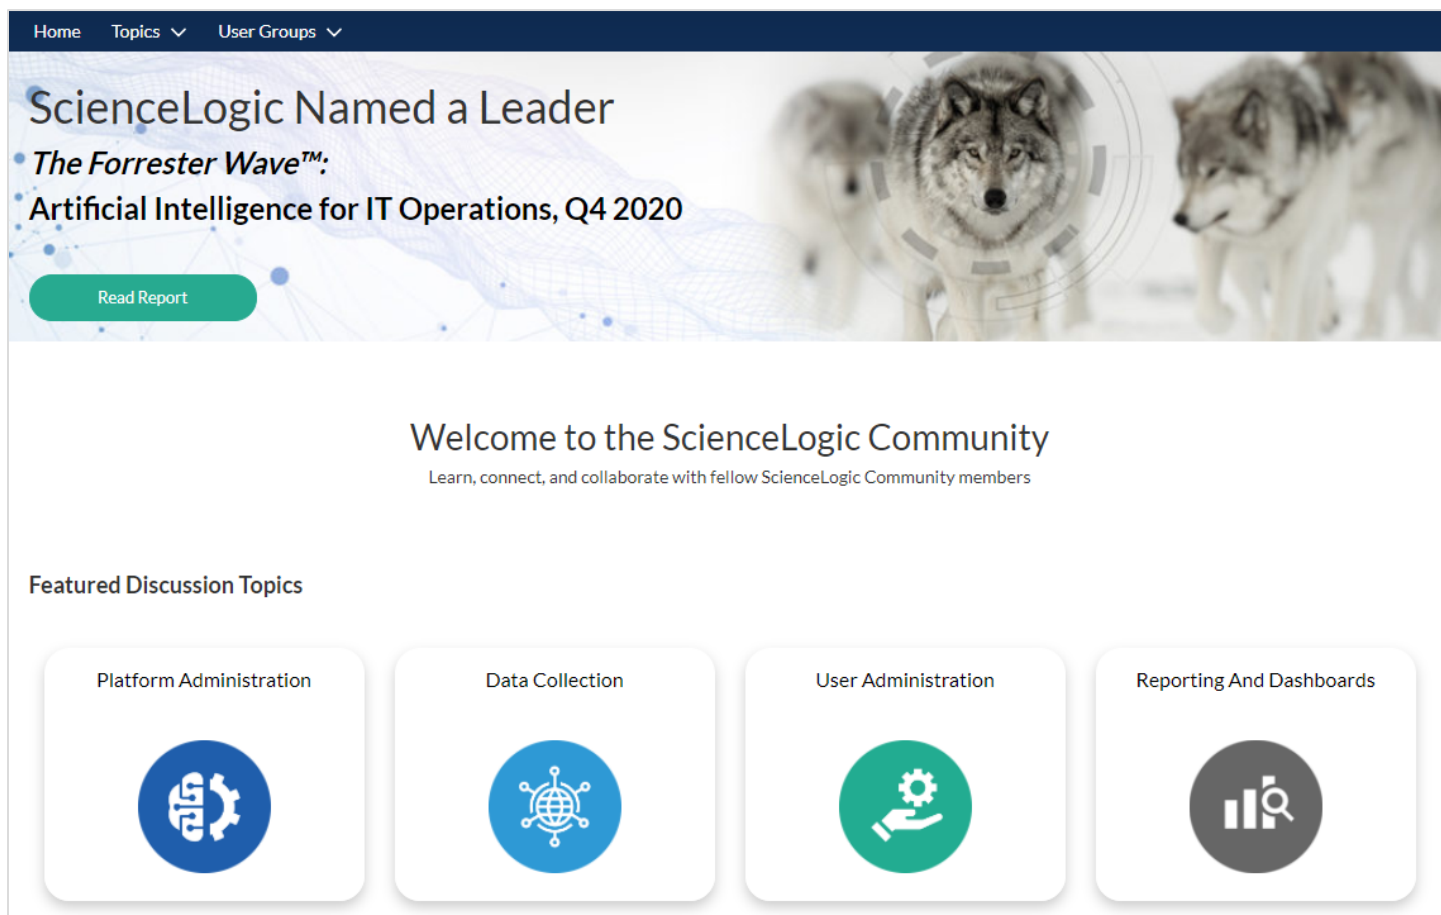 Home Topics User Groups
ScienceLogic Named a Leader
The Forrester Wave™:
Artificial Intelligence for IT Operations, Q4 2020
Read Report
Welcome to the ScienceLogic Community
Learn, connect, and collaborate with fellow ScienceLogic Community members
Featured Discussion Topics
Platform Administration
Data Collection
User Administration
Reporting And Dashboards